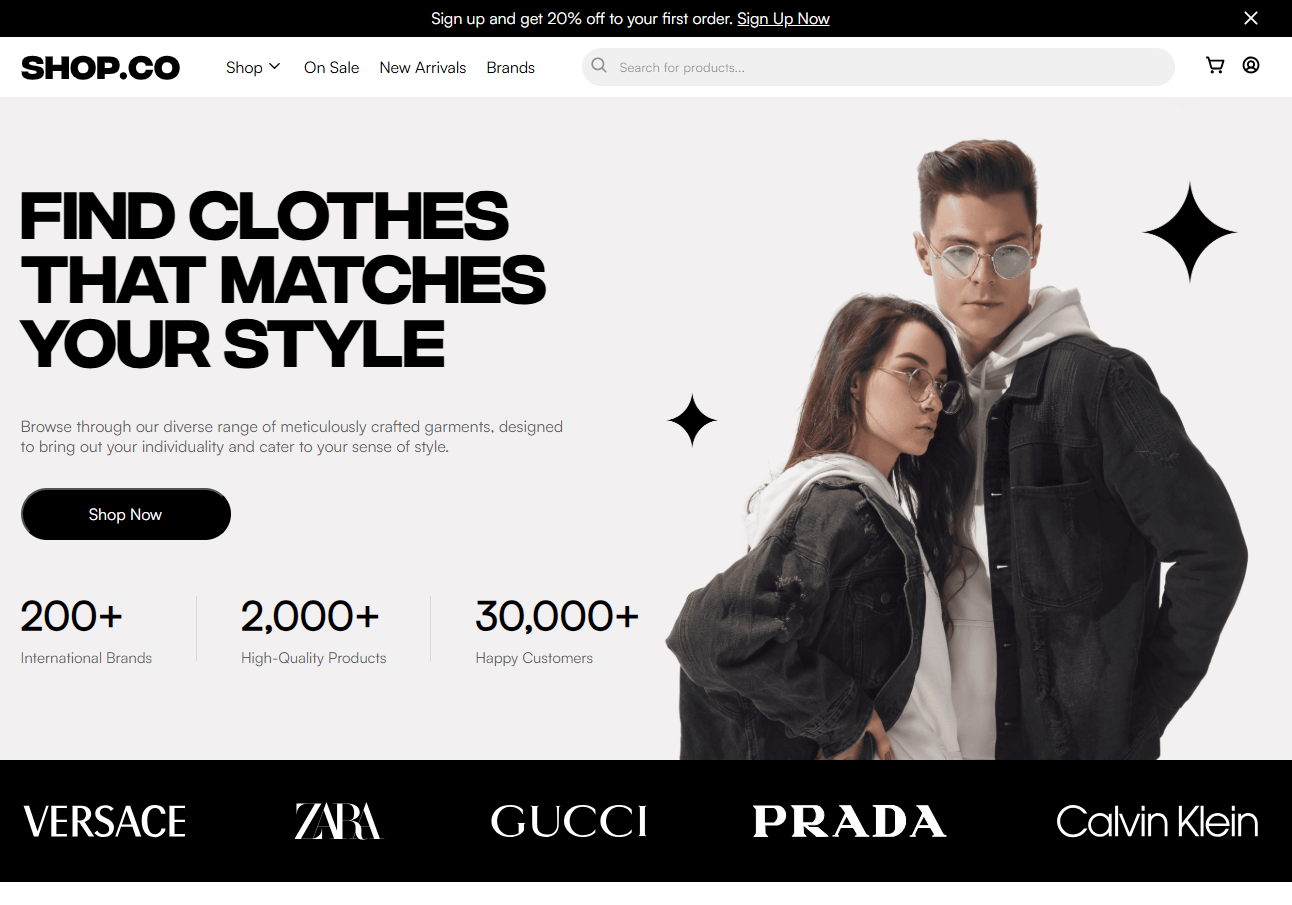 Sign up and get 20% off to your first order. Sign Up Now
SHOP.CO
Shop
On Sale
New Arrivals
Brands
Search for products...
FIND CLOTHES
THAT MATCHES
YOUR STYLE
Browse through our diverse range of meticulously crafted garments, designed
to bring out your individuality and cater to your sense of style.
Shop Now
200+
International Brands
2,000+
High-Quality Products
30,000+
Happy Customers
VERSACE
ZARA
GUCCI
PRADA
Calvin Klein